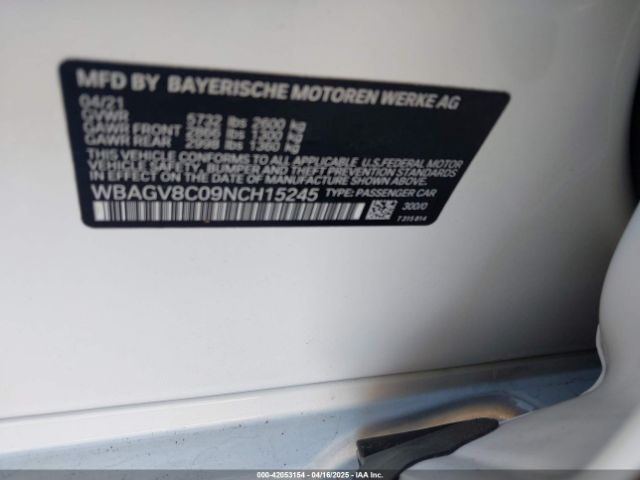 MFD BY BAYERISCHE MOTOREN WERKE AG
04/21
GVWR 5732 lbs 2600 kg
GAWR FRONT 2866 lbs 1300 kg
GAWR REAR 2998 lbs 1360 kg
THIS VEHICLE CONFORMS TO ALL APPLICABLE U.S. FEDERAL MOTOR
VEHICLE SAFETY, BUMPER AND THEFT PREVENTION STANDARDS
IN EFFECT ON THE DATE OF MANUFACTURE SHOWN ABOVE.
WBAGV8C09NCH15245 TYPE: PASSENGER CAR
300/0
7 315 814
000-42053154 - 04/16/2025 - © IAA Inc.